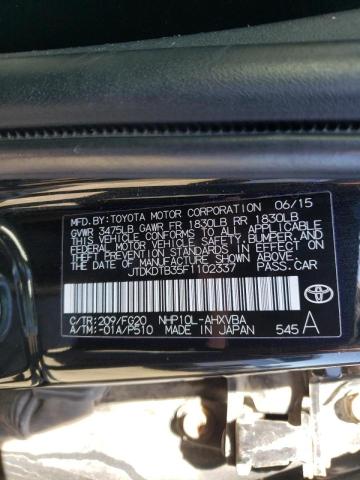 MFD. BY: TOYOTA MOTOR CORPORATION 06/15
GVWR 3475LB GAWR FR 1830LB RR 1830LB
THIS VEHICLE CONFORMS TO ALL APPLICABLE
FEDERAL MOTOR VEHICLE SAFETY, BUMPER, AND
THEFT PREVENTION STANDARDS IN EFFECT ON
THE DATE OF MANUFACTURE SHOWN ABOVE.
JTDKDTB35F1102337 PASS. CAR
C/TR: 209/FG20 NHP10L-AHXVBA
A/TM: -01A/P510 MADE IN JAPAN 545 A